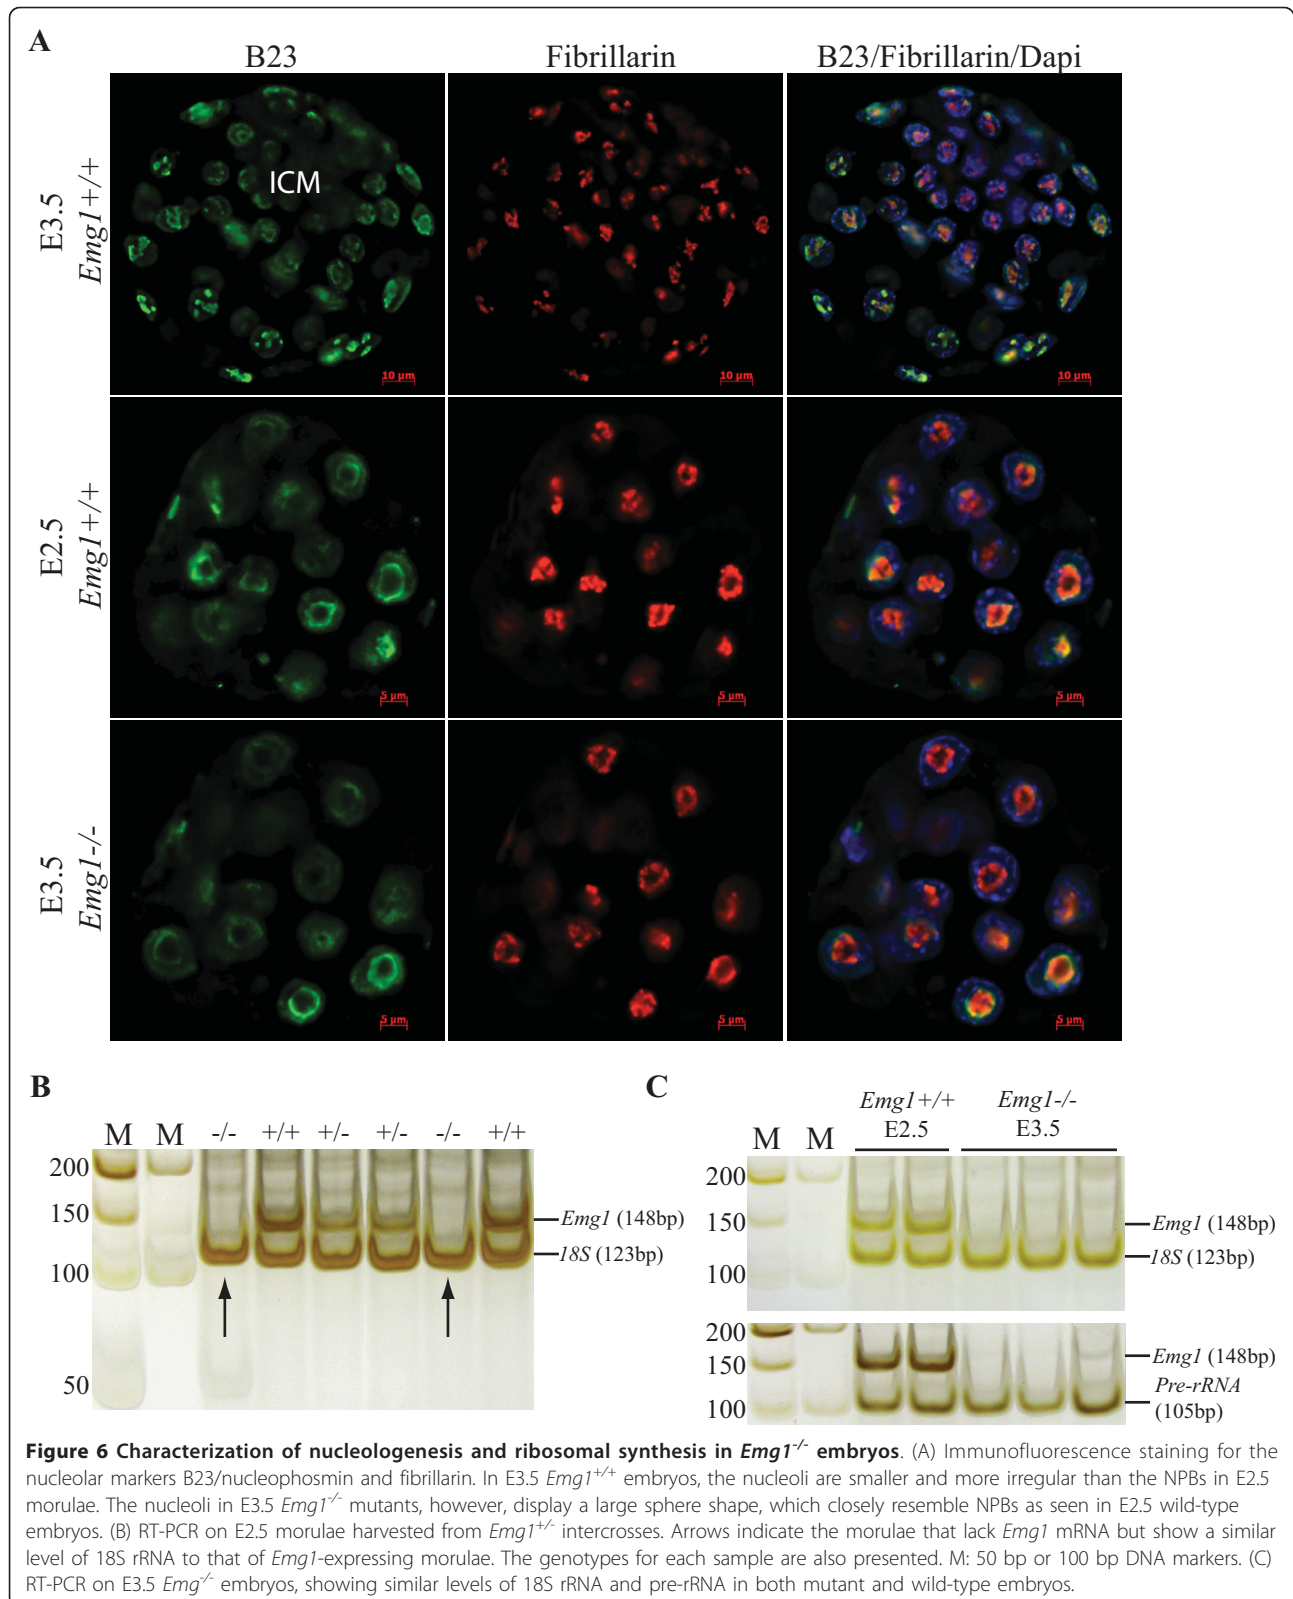 A
B23 Fibrillarin B23/Fibrillarin/Dapi
E3.5
Emg1+/+
ICM
10 µm 10 µm 10 µm
E2.5
Emg1+/+
5 µm 5 µm 5 µm
E3.5
Emg1-/-
5 µm 5 µm 5 µm
B
M M -/- +/+ +/- +/- -/- +/+
200
150
100
50
Emg1 (148bp)
18S (123bp)
C
Emg1+/+ Emg1-/-
M M E2.5 E3.5
200
150
100
Emg1 (148bp)
18S (123bp)
200
150
100
Emg1 (148bp)
Pre-rRNA
(105bp)
Figure 6 Characterization of nucleologenesis and ribosomal synthesis in Emg1-/- embryos. (A) Immunofluorescence staining for the
nucleolar markers B23/nucleophosmin and fibrillarin. In E3.5 Emg1+/+ embryos, the nucleoli are smaller and more irregular than the NPBs in E2.5
morulae. The nucleoli in E3.5 Emg1-/- mutants, however, display a large sphere shape, which closely resemble NPBs as seen in E2.5 wild-type
embryos. (B) RT-PCR on E2.5 morulae harvested from Emg1+/- intercrosses. Arrows indicate the morulae that lack Emg1 mRNA but show a similar
level of 18S rRNA to that of Emg1-expressing morulae. The genotypes for each sample are also presented. M: 50 bp or 100 bp DNA markers. (C)
RT-PCR on E3.5 Emg-/- embryos, showing similar levels of 18S rRNA and pre-rRNA in both mutant and wild-type embryos.